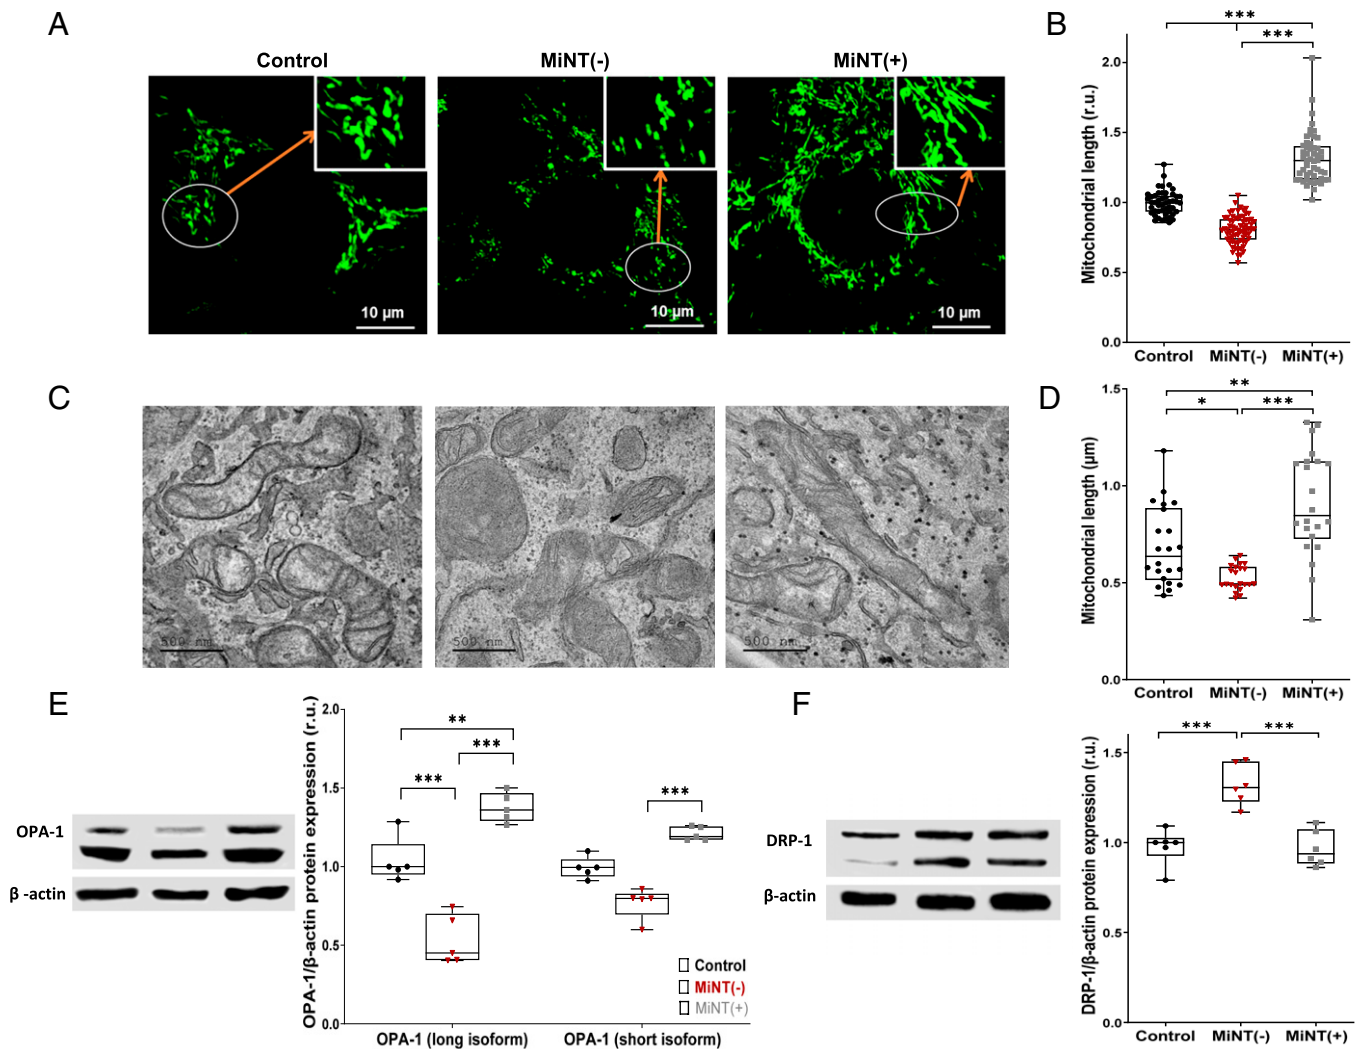 A
Control
MiNT(-)
MiNT(+)
10 µm
10 µm
10 µm
B
***
***
Mitochondrial length (r.u.)
2.0
1.5
1.0
0.5
0.0
Control
MiNT(-)
MiNT(+)
C
500 nm
500 nm
500 nm
D
**
*
***
Mitochondrial length (µm)
1.5
1.0
0.5
0.0
Control
MiNT(-)
MiNT(+)
E
OPA-1
β -actin
OPA-1/β-actin protein expression (r.u.)
2.0
1.5
1.0
0.5
0.0
**
***
***
***
Control
MiNT(-)
MiNT(+)
OPA-1 (long isoform)
OPA-1 (short isoform)
F
DRP-1
β-actin
DRP-1/β-actin protein expression (r.u.)
1.5
1.0
0.5
0.0
***
***
Control
MiNT(-)
MiNT(+)